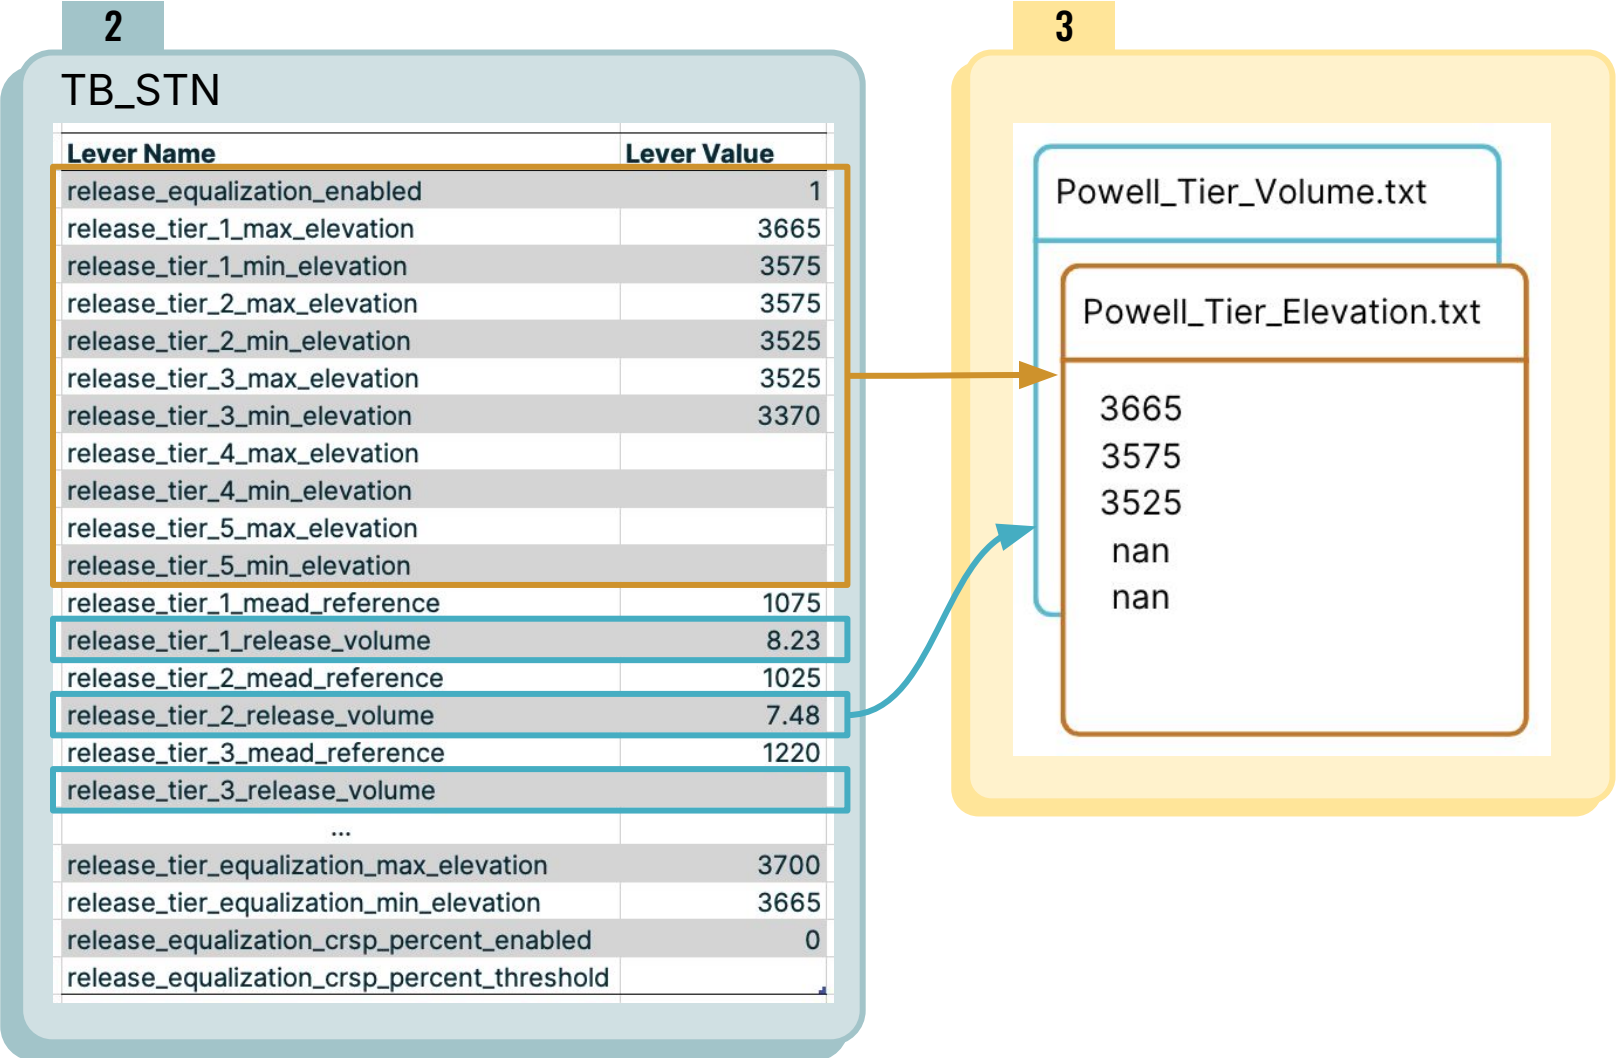 2
TB_STN
Lever Name Lever Value
release_equalization_enabled 1
release_tier_1_max_elevation 3665
release_tier_1_min_elevation 3575
release_tier_2_max_elevation 3575
release_tier_2_min_elevation 3525
release_tier_3_max_elevation 3525
release_tier_3_min_elevation 3370
release_tier_4_max_elevation
release_tier_4_min_elevation
release_tier_5_max_elevation
release_tier_5_min_elevation
release_tier_1_mead_reference 1075
release_tier_1_release_volume 8.23
release_tier_2_mead_reference 1025
release_tier_2_release_volume 7.48
release_tier_3_mead_reference 1220
release_tier_3_release_volume
...
release_tier_equalization_max_elevation 3700
release_tier_equalization_min_elevation 3665
release_equalization_crsp_percent_enabled 0
release_equalization_crsp_percent_threshold
3
Powell_Tier_Volume.txt
Powell_Tier_Elevation.txt
3665
3575
3525
nan
nan